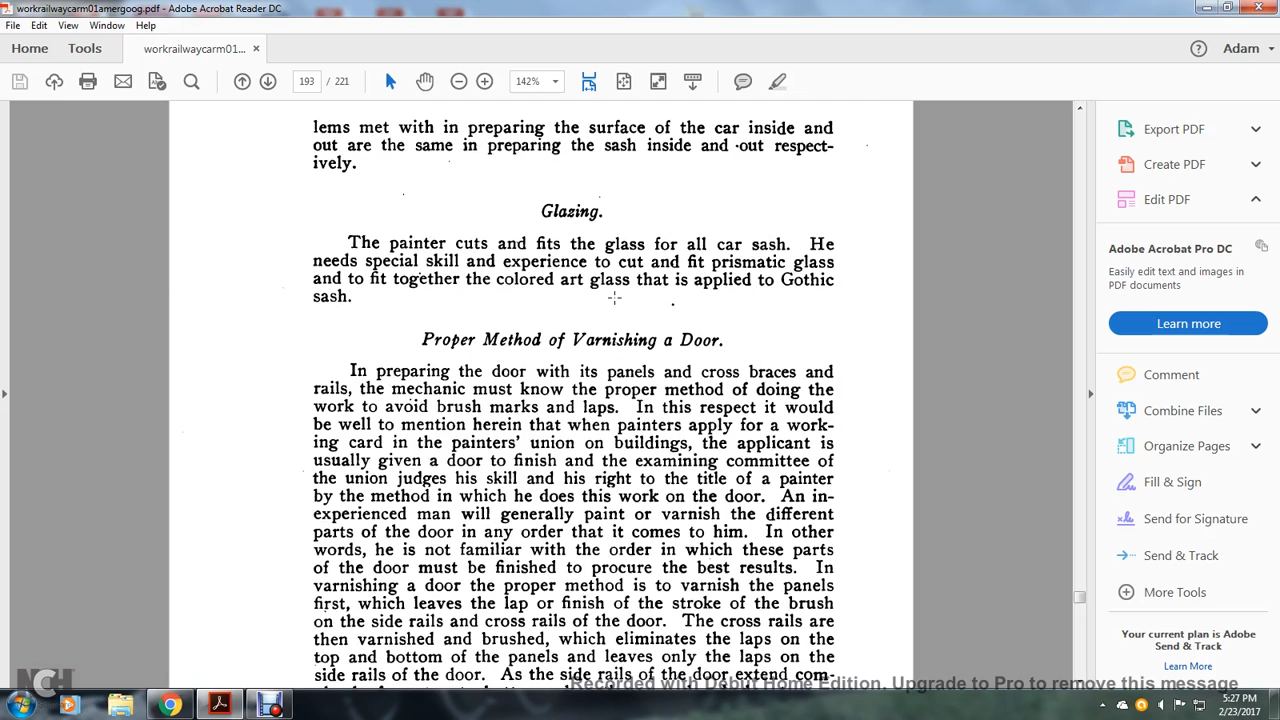 workrailwaycarm01amergoog.pdf - Adobe Acrobat Reader DC
File Edit View Window Help
Home Tools workrailwaycarm01... × Adam
193 / 221 142%
lems met with in preparing the surface of the car inside and
out are the same in preparing the sash inside and out respect-
ively.
Glazing.
The painter cuts and fits the glass for all car sash. He
needs special skill and experience to cut and fit prismatic glass
and to fit together the colored art glass that is applied to Gothic
sash.
Proper Method of Varnishing a Door.
In preparing the door with its panels and cross braces and
rails, the mechanic must know the proper method of doing the
work to avoid brush marks and laps. In this respect it would
be well to mention herein that when painters apply for a work-
ing card in the painters' union on buildings, the applicant is
usually given a door to finish and the examining committee of
the union judges his skill and his right to the title of a painter
by the method in which he does this work on the door. An in-
experienced man will generally paint or varnish the different
parts of the door in any order that it comes to him. In other
words, he is not familiar with the order in which these parts
of the door must be finished to procure the best results. In
varnishing a door the proper method is to varnish the panels
first, which leaves the lap or finish of the stroke of the brush
on the side rails and cross rails of the door. The cross rails are
then varnished and brushed, which eliminates the laps on the
top and bottom of the panels and leaves only the laps on the
side rails of the door. As the side rails of the door extend com-
Export PDF
Create PDF
Edit PDF
Adobe Acrobat Pro DC
Easily edit text and images in
PDF documents
Learn more
Comment
Combine Files
Organize Pages
Fill & Sign
Send for Signature
Send & Track
More Tools
Your current plan is Adobe
Send & Track
Learn More
NCH
Recorded with Debut Home Edition. Upgrade to Pro to remove this message
5:27 PM
2/23/2017